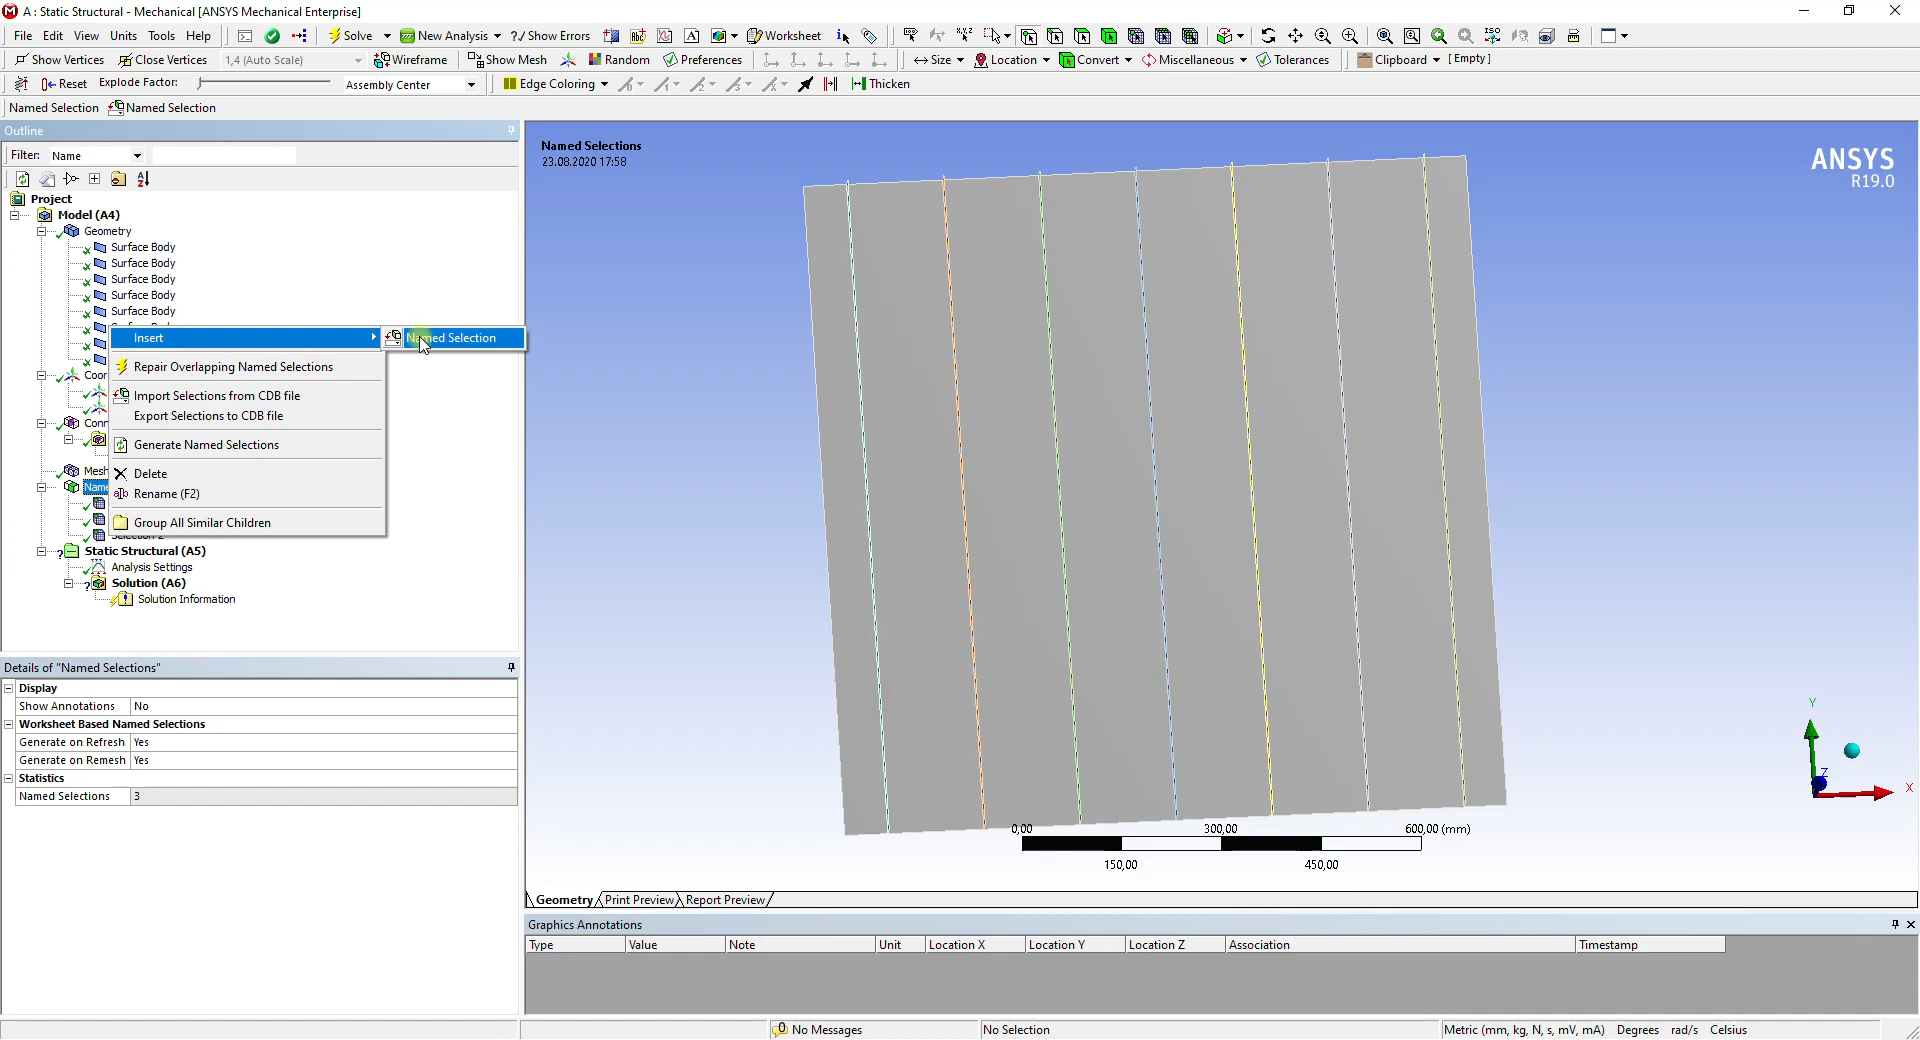 A : Static Structural - Mechanical [ANSYS Mechanical Enterprise]
File Edit View Units Tools Help Solve New Analysis Show Errors Worksheet
Show Vertices Close Vertices 1,4 (Auto Scale) Wireframe Show Mesh Random Preferences Size Location Convert Miscellaneous Tolerances Clipboard [ Empty ]
Reset Explode Factor: Assembly Center Edge Coloring Thicken
Named Selection Named Selection
Outline
Filter: Name
Project
Model (A4)
Geometry
Surface Body
Surface Body
Surface Body
Surface Body
Surface Body
Insert
Named Selection
Repair Overlapping Named Selections
Import Selections from CDB file
Export Selections to CDB file
Generate Named Selections
Delete
Rename (F2)
Group All Similar Children
Coor
Conn
Mesh
Name
Static Structural (A5)
Analysis Settings
Solution (A6)
Solution Information
Details of "Named Selections"
Display
Show Annotations No
Worksheet Based Named Selections
Generate on Refresh Yes
Generate on Remesh Yes
Statistics
Named Selections 3
Named Selections
23.08.2020 17:58
ANSYS
R19.0
Y
Z
X
0,00 300,00 600,00 (mm)
150,00 450,00
Geometry Print Preview Report Preview
Graphics Annotations
Type Value Note Unit Location X Location Y Location Z Association Timestamp
No Messages No Selection Metric (mm, kg, N, s, mV, mA) Degrees rad/s Celsius